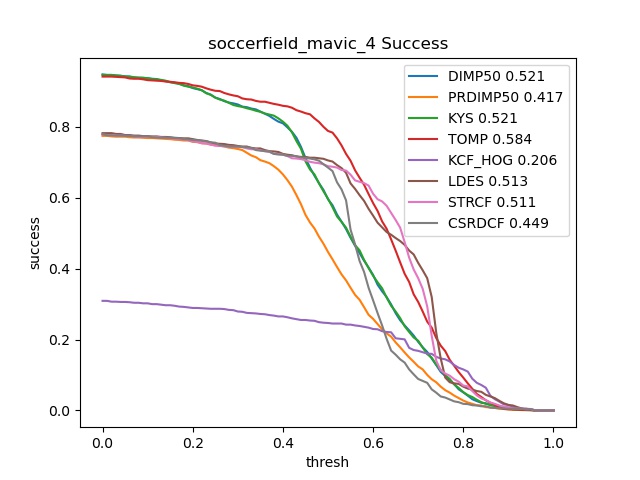 soccerfield_mavic_4 Success
DIMP50 0.521
PRDIMP50 0.417
KYS 0.521
TOMP 0.584
KCF_HOG 0.206
LDES 0.513
STRCF 0.511
CSRDCF 0.449
success
0.8
0.6
0.4
0.2
0.0
0.0 0.2 0.4 0.6 0.8 1.0
thresh